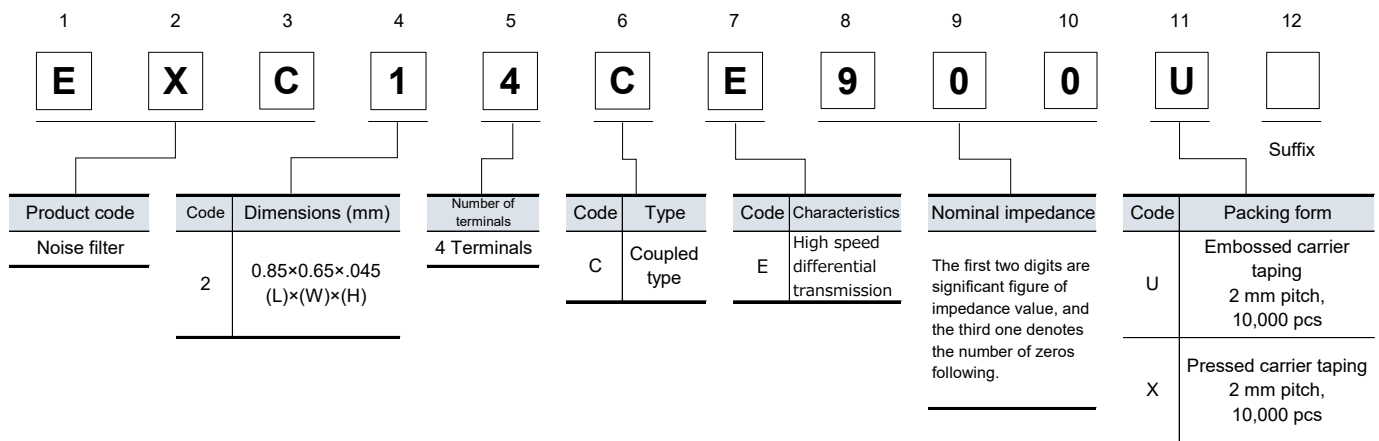 1 2 3 4 5 6 7 8 9 10 11 12
E X C 1 4 C E 9 0 0 U
Suffix
Product code
Noise filter
Code Dimensions (mm)
2 0.85×0.65×.045
(L)×(W)×(H)
Number of
terminals
4 Terminals
Code Type
C Coupled
type
Code Characteristics
E High speed
differential
transmission
Nominal impedance
The first two digits are
significant figure of
impedance value, and
the third one denotes
the number of zeros
following.
Code Packing form
U Embossed carrier
taping
2 mm pitch,
10,000 pcs
X Pressed carrier taping
2 mm pitch,
10,000 pcs